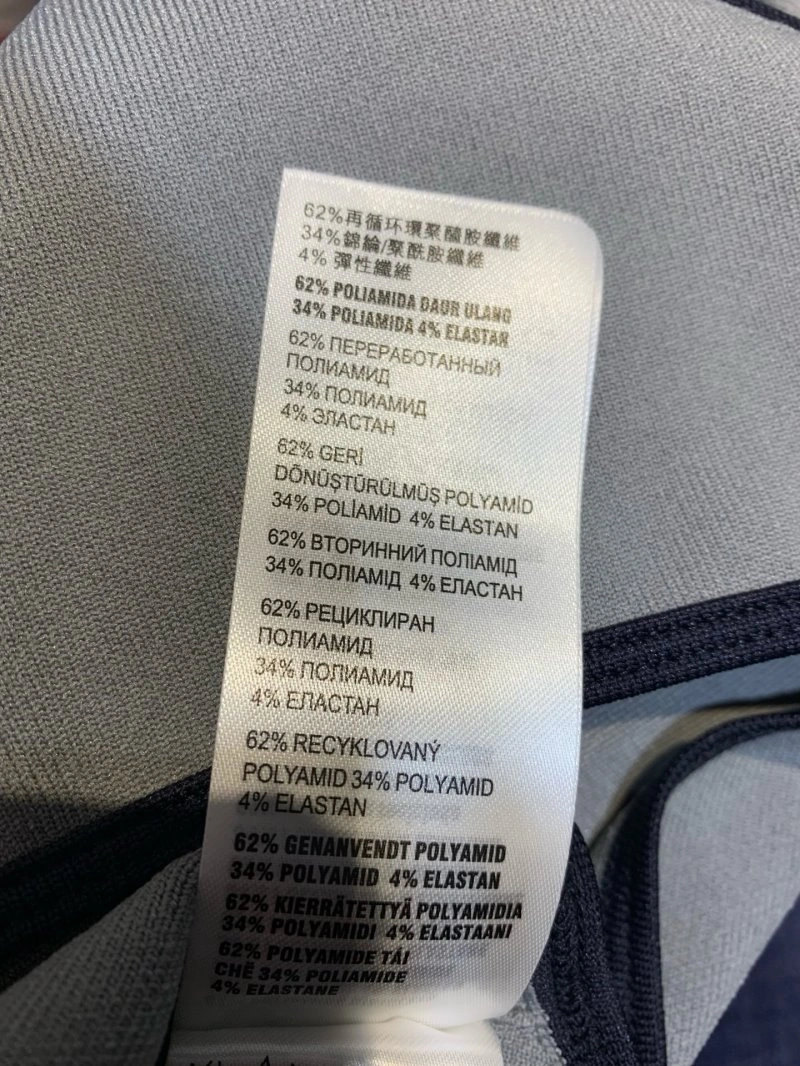 62%再循环環聚醯胺纖維
34%錦綸/聚酰胺纖維
4% 彈性纖維
62% POLIAMIDA DAUR ULANG
34% POLIAMIDA 4% ELASTAN
62% ПЕРЕРАБОТАННЫЙ
ПОЛИАМИД
34% ПОЛИАМИД
4% ЭЛАСТАН
62% GERİ
DÖNÜŞTÜRÜLMÜŞ POLYAMİD
34% POLİAMİD 4% ELASTAN
62% ВТОРИННИЙ ПОЛІАМІД
34% ПОЛІАМІД 4% ЕЛАСТАН
62% РЕЦИКЛИРАН
ПОЛИАМИД
34% ПОЛИАМИД
4% ЕЛАСТАН
62% RECYKLOVANÝ
POLYAMID 34% POLYAMID
4% ELASTAN
62% GENANVENDT POLYAMID
34% POLYAMID 4% ELASTAN
62% KIERRÄTETTYÄ POLYAMIDIA
34% POLYAMIDI 4% ELASTAANI
62% POLYAMIDE TÁI
CHẾ 34% POLIAMIDE
4% ELASTANE